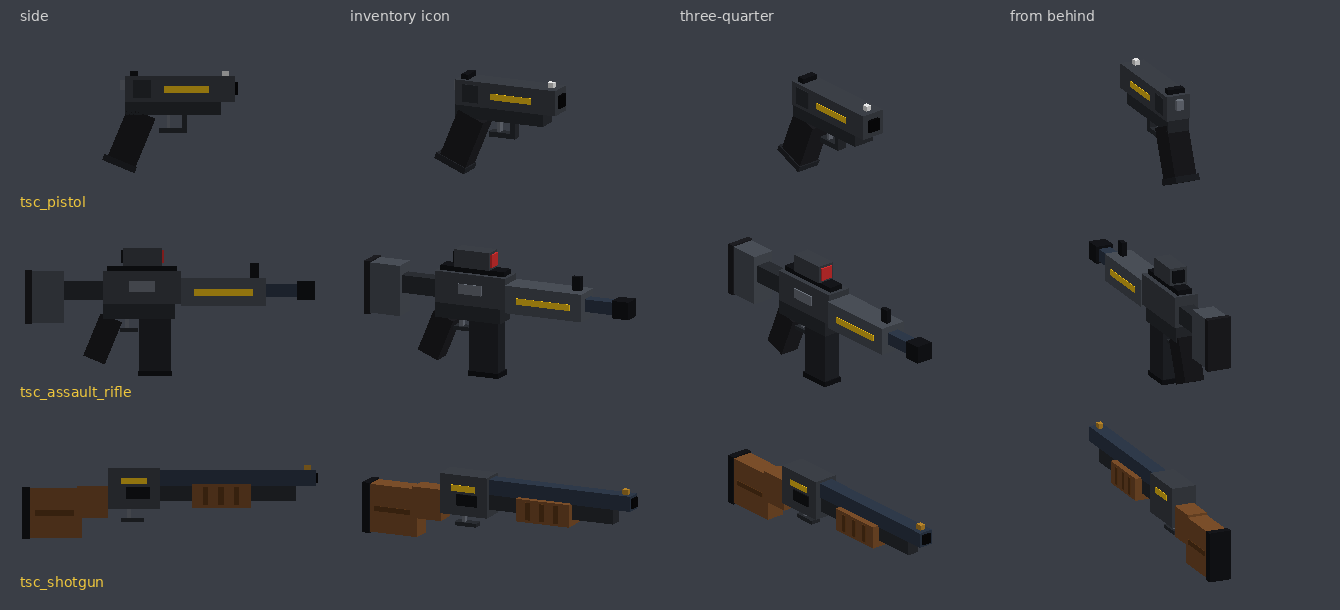 side
inventory icon
three-quarter
from behind
tsc_pistol
tsc_assault_rifle
tsc_shotgun